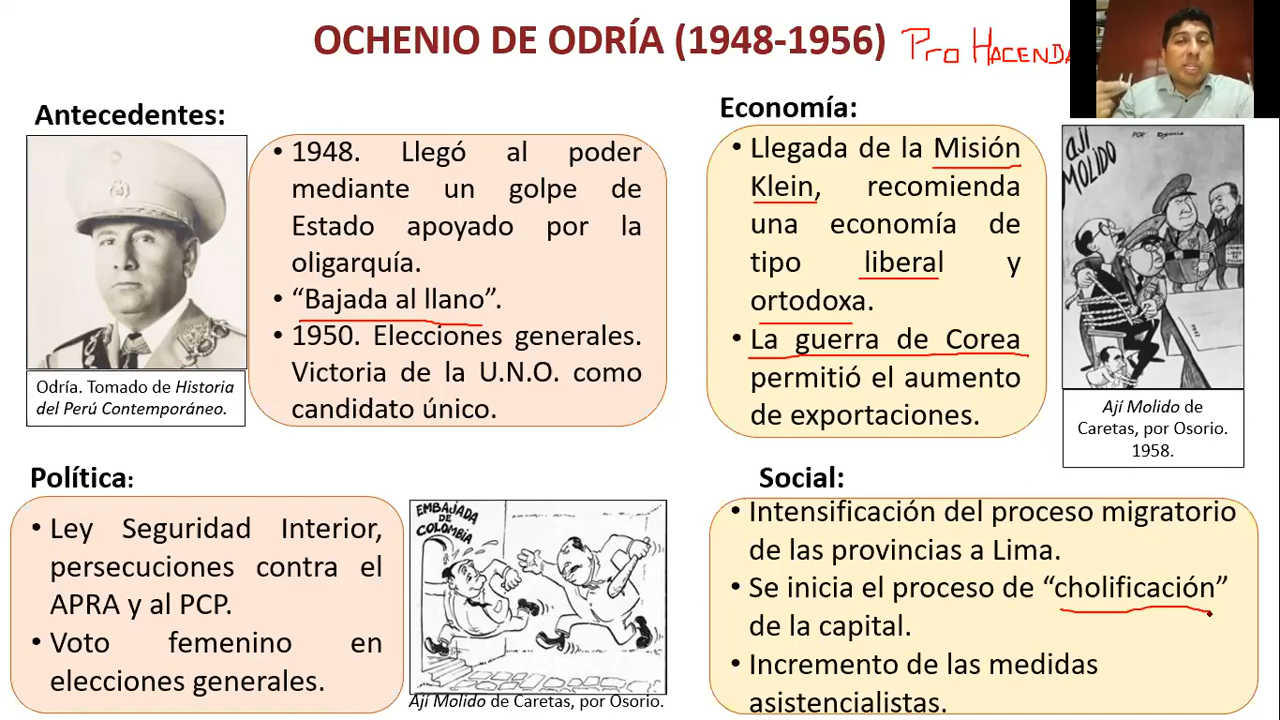 OCHENIO DE ODRÍA (1948-1956)
Pro HACENDA
Antecedentes:
Odría. Tomado de Historia
del Perú Contemporáneo.
• 1948. Llegó al poder
mediante un golpe de
Estado apoyado por la
oligarquía.
• “Bajada al llano”.
• 1950. Elecciones generales.
Victoria de la U.N.O. como
candidato único.
Economía:
• Llegada de la Misión
Klein, recomienda
una economía de
tipo liberal y
ortodoxa.
• La guerra de Corea
permitió el aumento
de exportaciones.
AJÍ
MOLIDO
POR
Ají Molido de
Caretas, por Osorio.
1958.
Política:
• Ley Seguridad Interior,
persecuciones contra el
APRA y al PCP.
• Voto femenino en
elecciones generales.
EMBAJADA
DE
COLOMBIA
Ají Molido de Caretas, por Osorio.
Social:
• Intensificación del proceso migratorio
de las provincias a Lima.
• Se inicia el proceso de “cholificación”
de la capital.
• Incremento de las medidas
asistencialistas.